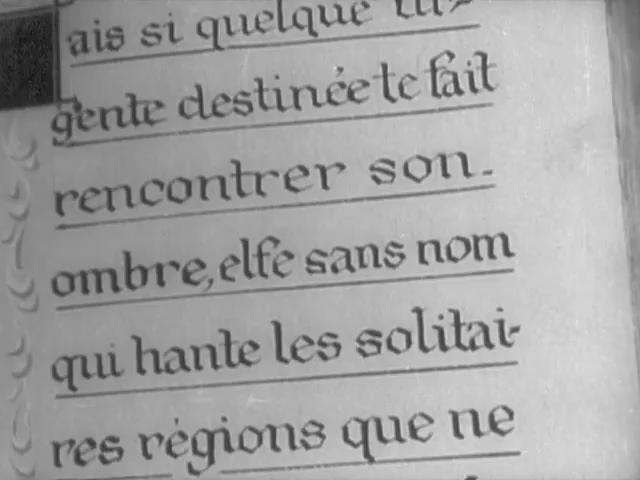 ais si quelque
gente destinée te fait
rencontrer son-
ombre, elfe sans nom
qui hante les solitai-
res régions que ne